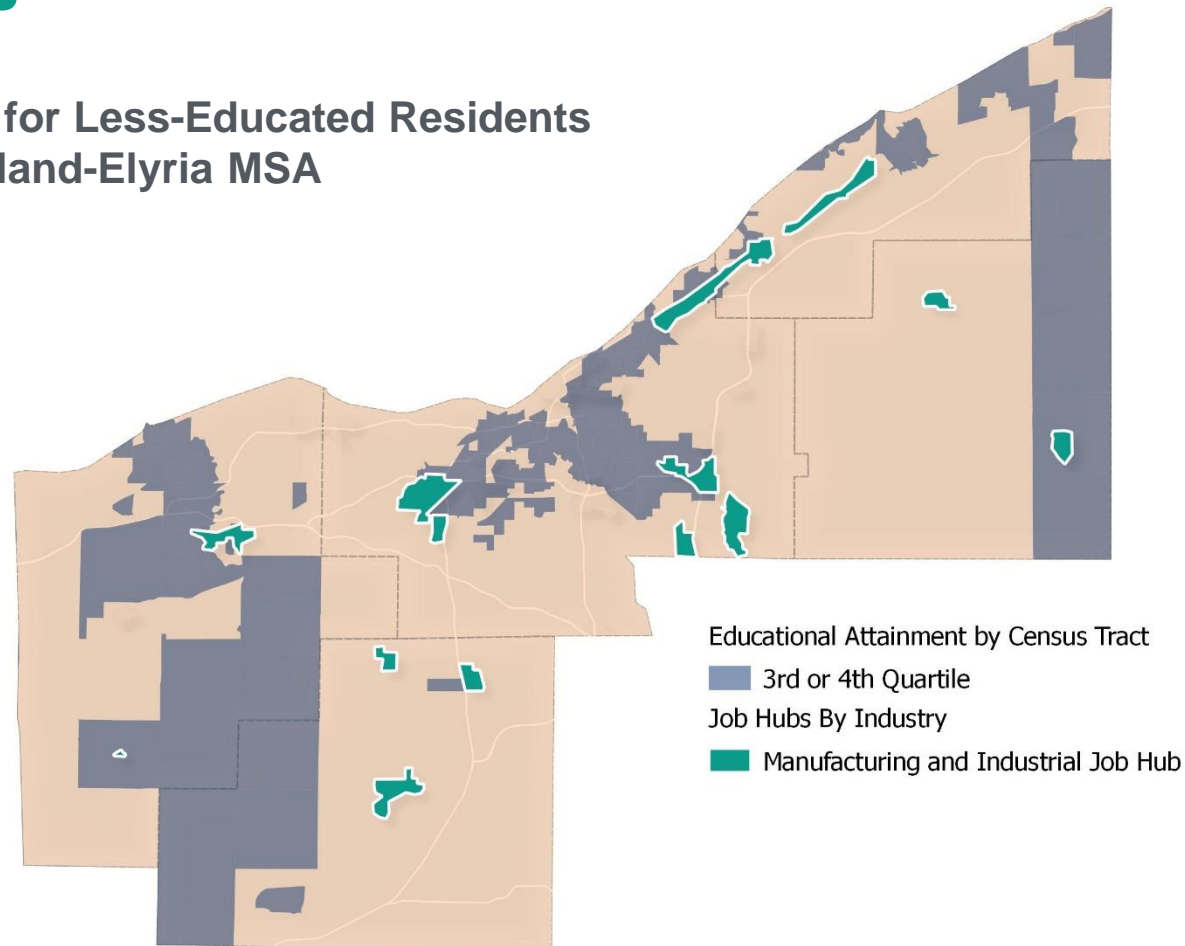 for Less-Educated Residents
land-Elyria MSA
Educational Attainment by Census Tract
3rd or 4th Quartile
Job Hubs By Industry
Manufacturing and Industrial Job Hub